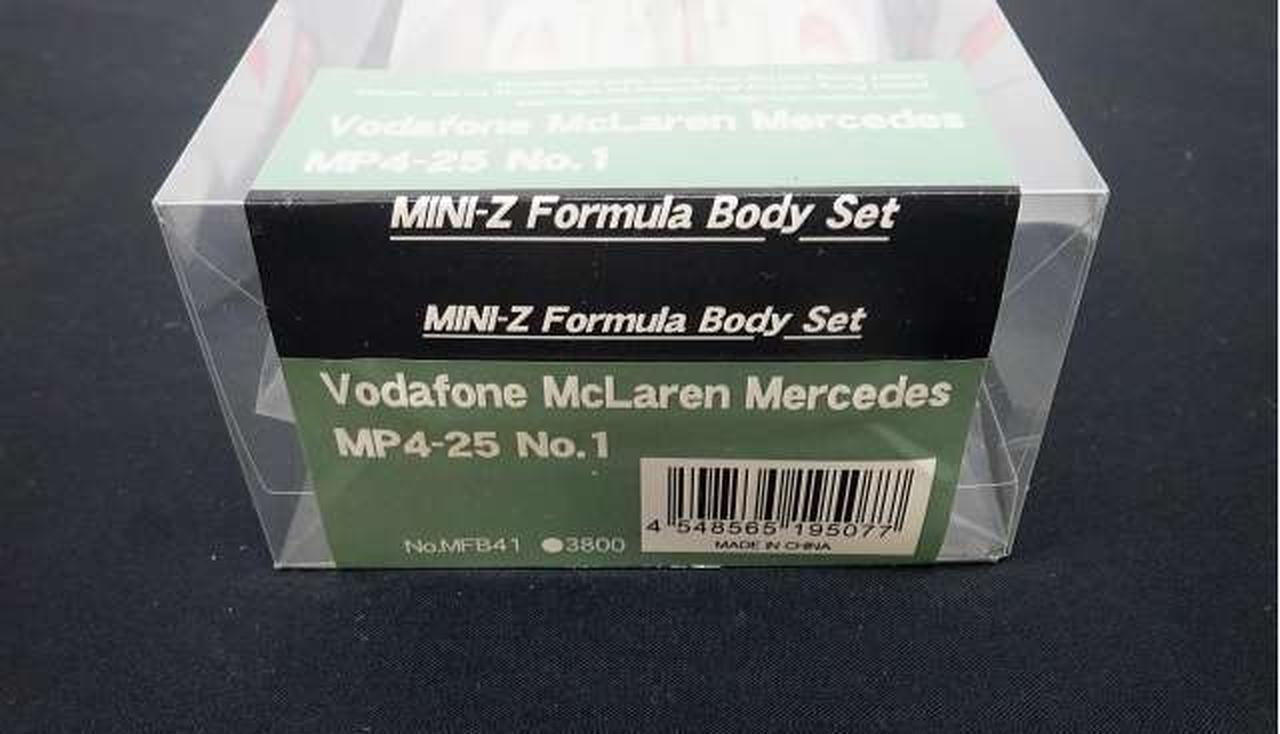 Vodafone McLaren Mercedes
MP4-25 No.1
MINI-Z Formula Body Set
MINI-Z Formula Body Set
Vodafone McLaren Mercedes
MP4-25 No.1
4 548565 195077
No.MFB41 ●3800
MADE IN CHINA